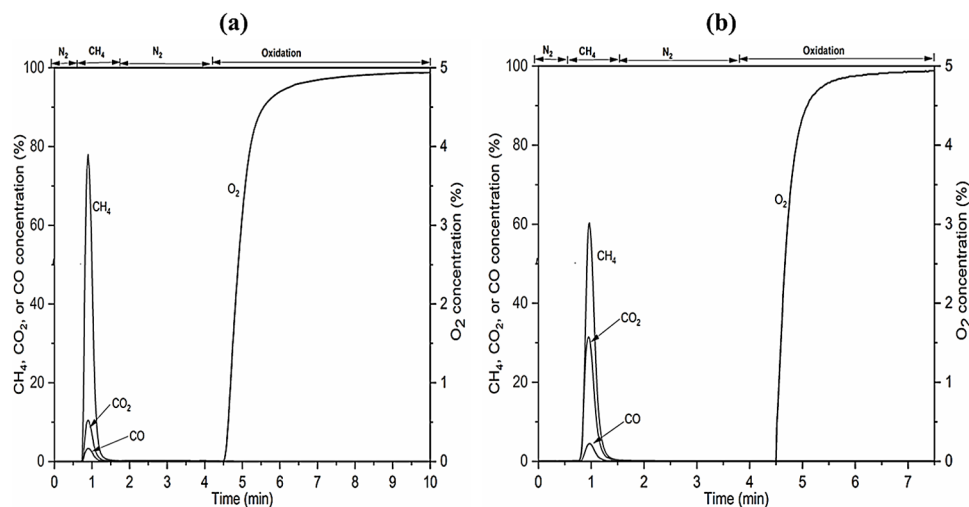 (a)
N2 CH4 N2 Oxidation
100
80
60
40
20
0
CH4, CO2, or CO concentration (%)
CH4
CO2
CO
O2
5
4
3
2
1
0
O2 concentration (%)
0 1 2 3 4 5 6 7 8 9 10
Time (min)
(b)
N2 CH4 N2 Oxidation
100
80
60
40
20
0
CH4, CO2, or CO concentration (%)
CH4
CO2
CO
O2
5
4
3
2
1
0
O2 concentration (%)
0 1 2 3 4 5 6 7
Time (min)